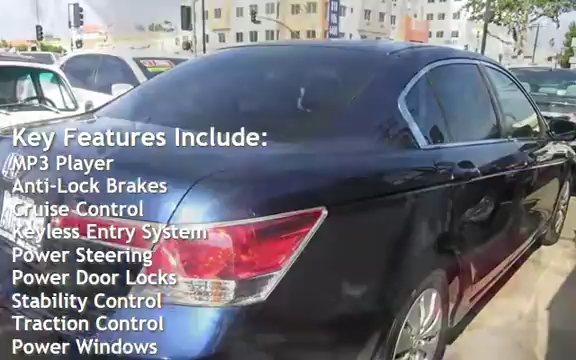 Key Features Include:
MP3 Player
Anti-Lock Brakes
Cruise Control
Keyless Entry System
Power Steering
Power Door Locks
Stability Control
Traction Control
Power Windows